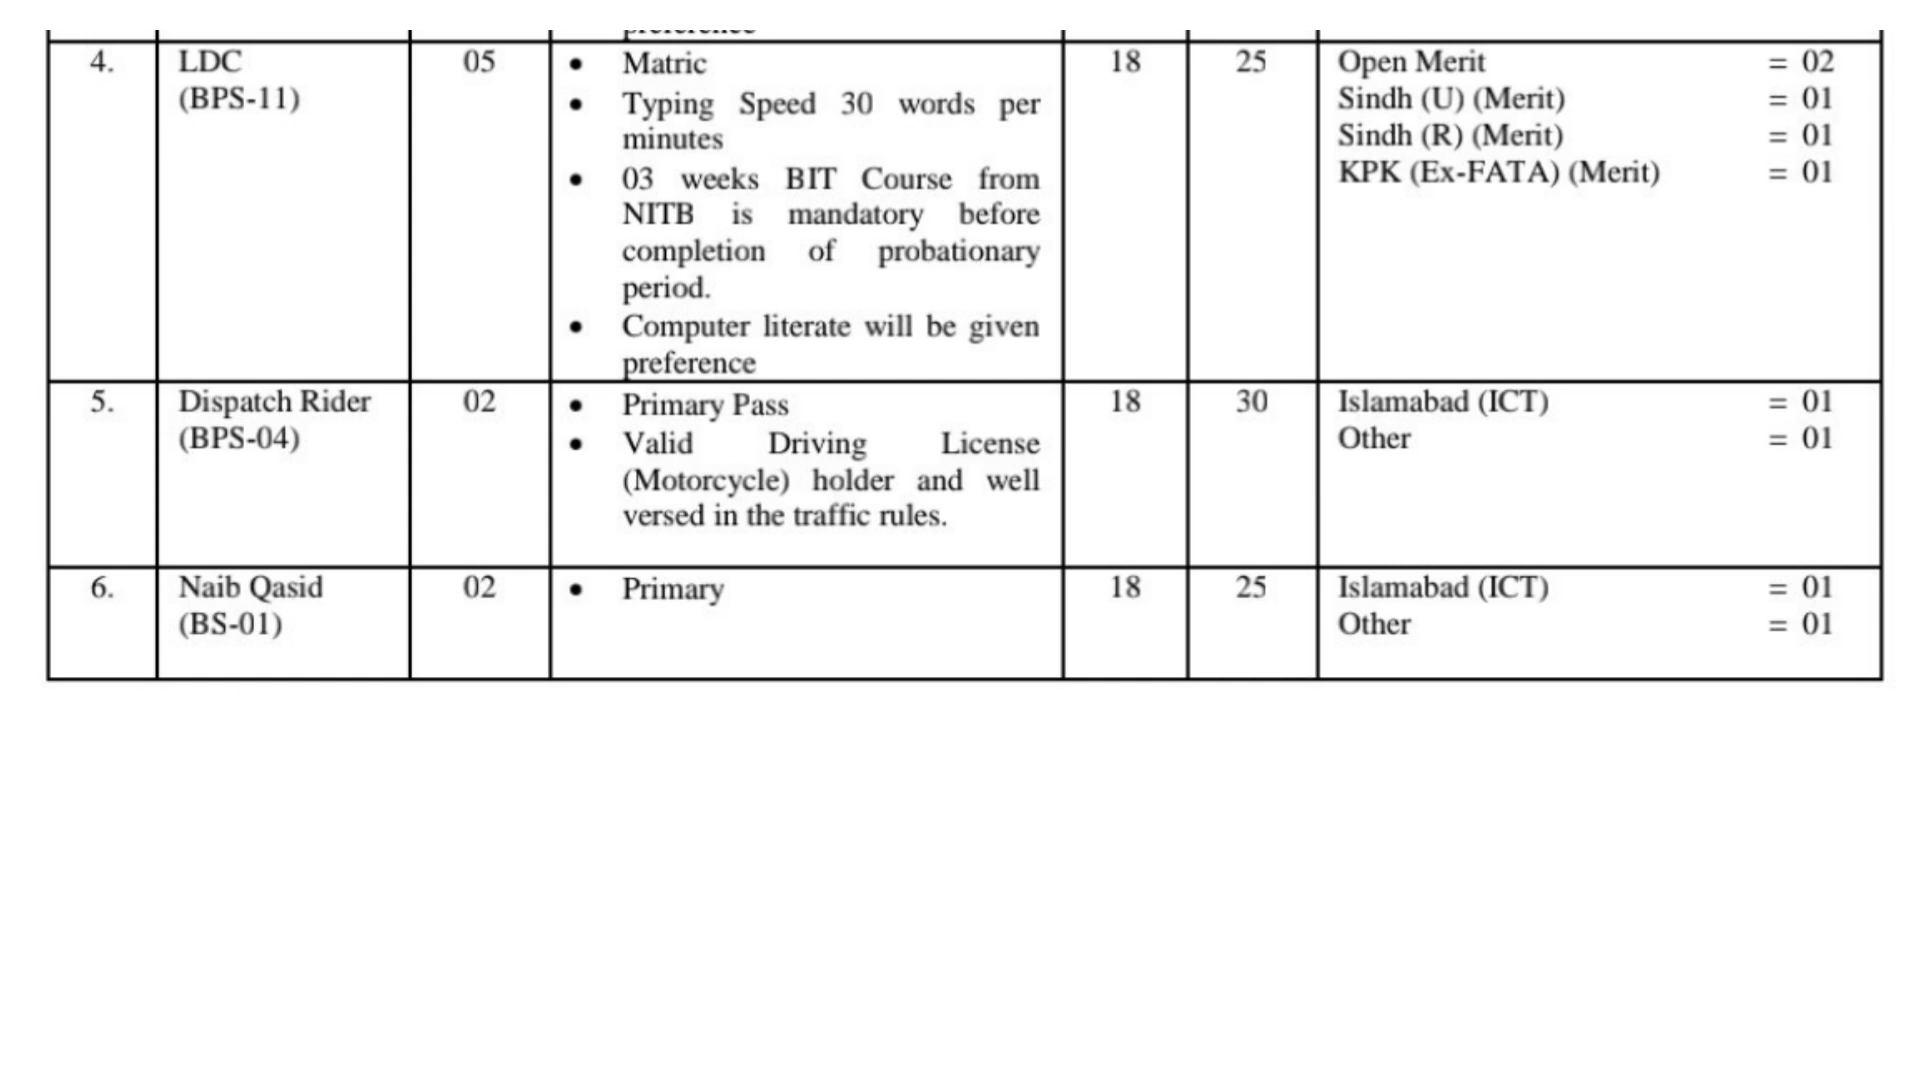 preference
4. LDC 05 • Matric 18 25 Open Merit = 02
(BPS-11) Sindh (U) (Merit) = 01
• Typing Speed 30 words per
minutes Sindh (R) (Merit) = 01
• 03 weeks BIT Course from KPK (Ex-FATA) (Merit) = 01
NITB is mandatory before
completion of probationary
period.
• Computer literate will be given
preference
5. Dispatch Rider 02 • Primary Pass 18 30 Islamabad (ICT) = 01
(BPS-04) • Valid Driving License Other = 01
(Motorcycle) holder and well
versed in the traffic rules.
6. Naib Qasid 02 • Primary 18 25 Islamabad (ICT) = 01
(BS-01) Other = 01